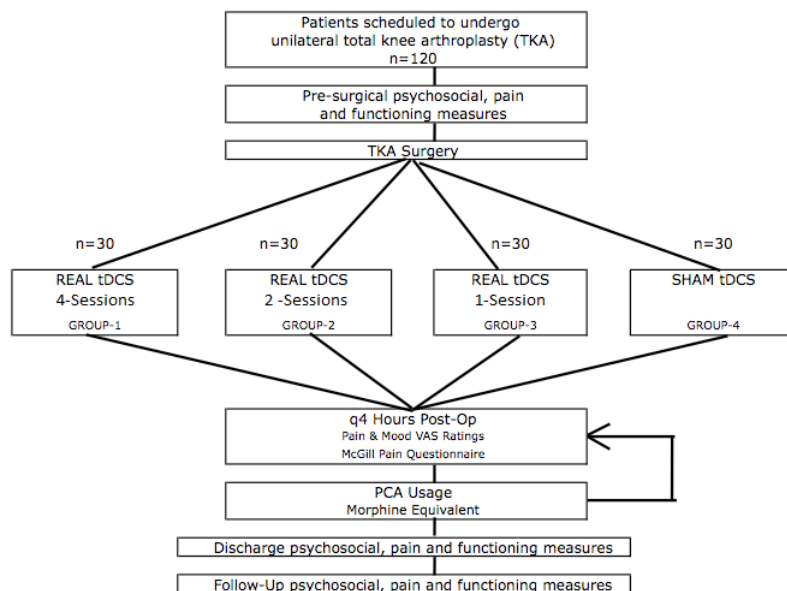 Patients scheduled to undergo
unilateral total knee arthroplasty (TKA)
n=120
Pre-surgical psychosocial, pain
and functioning measures
TKA Surgery
n=30
n=30
n=30
n=30
REAL tDCS
4-Sessions
GROUP-1
REAL tDCS
2 -Sessions
GROUP-2
REAL tDCS
1-Session
GROUP-3
SHAM tDCS
GROUP-4
q4 Hours Post-Op
Pain & Mood VAS Ratings
McGill Pain Questionnaire
PCA Usage
Morphine Equivalent
Discharge psychosocial, pain and functioning measures
Follow-Up psychosocial, pain and functioning measures